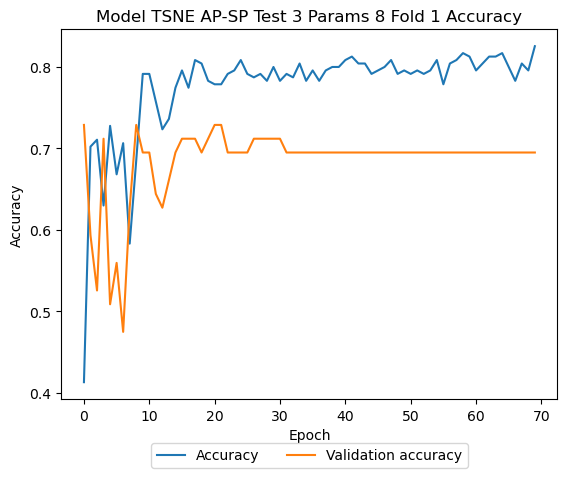 Model TSNE AP-SP Test 3 Params 8 Fold 1 Accuracy
0.8
0.7
0.6
0.5
0.4
Accuracy
0 10 20 30 40 50 60 70
Epoch
Accuracy Validation accuracy